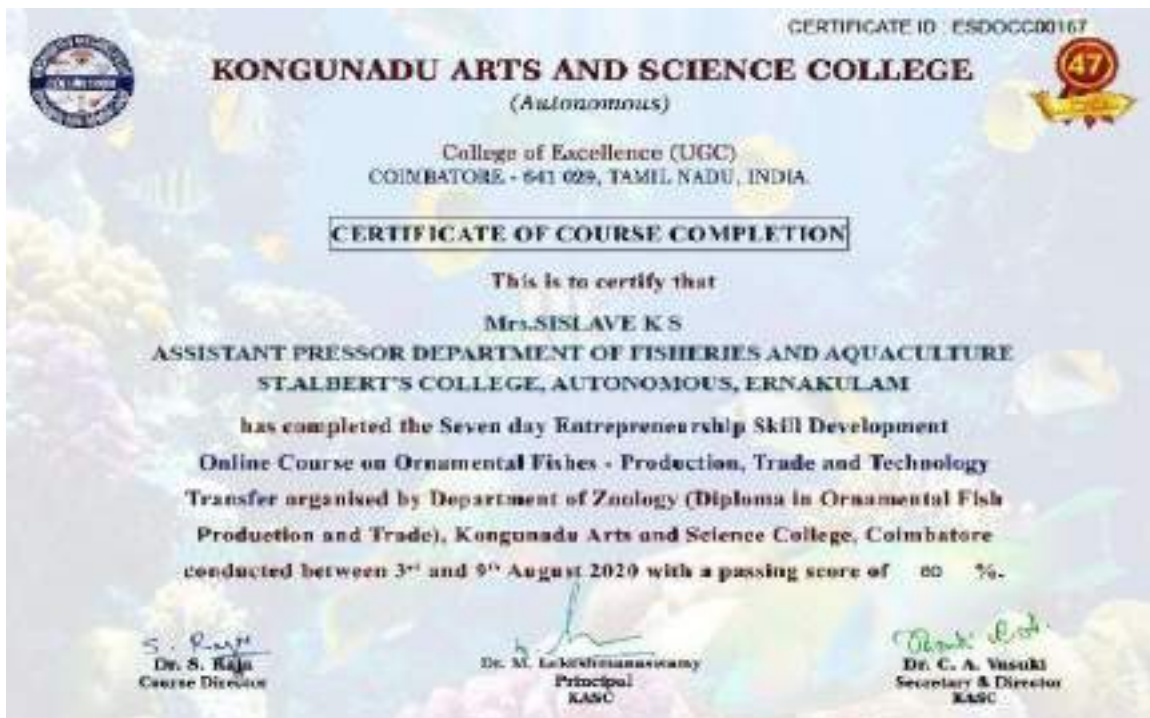 CERTIFICATE ID : ESDOCC00167
47
KONGUNADU ARTS AND SCIENCE COLLEGE
(Autonomous)
College of Excellence (UGC)
COIMBATORE - 641 029, TAMIL NADU, INDIA.
CERTIFICATE OF COURSE COMPLETION
This is to certify that
Mrs.SISLAVE K S
ASSISTANT PRESSOR DEPARTMENT OF FISHERIES AND AQUACULTURE
ST.ALBERT'S COLLEGE, AUTONOMOUS, ERNAKULAM
has completed the Seven day Entrepreneurship Skill Development
Online Course on Ornamental Fishes - Production, Trade and Technology
Transfer organised by Department of Zoology (Diploma in Ornamental Fish
Production and Trade), Kongunadu Arts and Science College, Coimbatore
conducted between 3rd and 9th August 2020 with a passing score of %.
S. Raja
Dr. S. Raja
Course Director
Dr. M. Lekeshmanaswamy
Principal
KASC
Dr. C. A. Vasuki
Secretary & Director
KASC